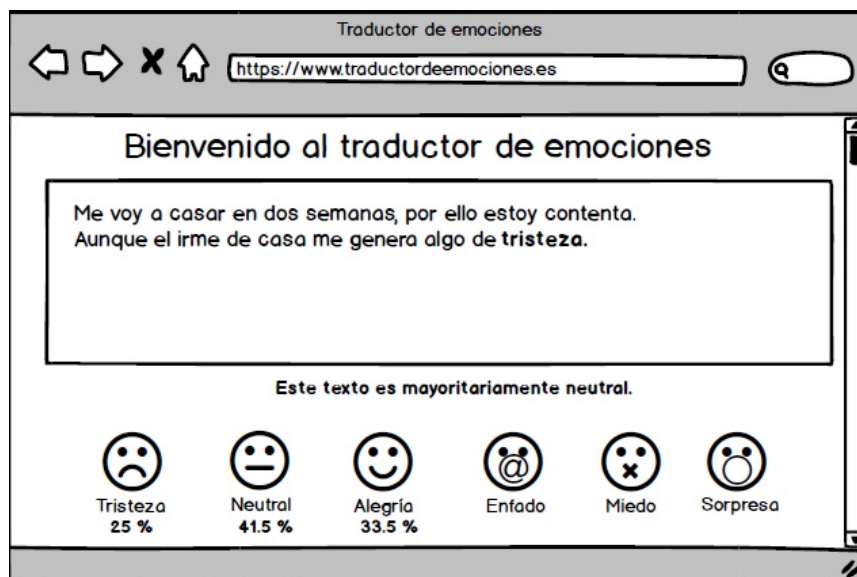 Traductor de emociones
https://www.traductordeemociones.es
Bienvenido al traductor de emociones
Me voy a casar en dos semanas, por ello estoy contenta.
Aunque el irme de casa me genera algo de tristeza.
Este texto es mayoritariamente neutral.
@
Tristeza Neutral Alegría Enfado Miedo Sorpresa
25 % 41.5 % 33.5 %